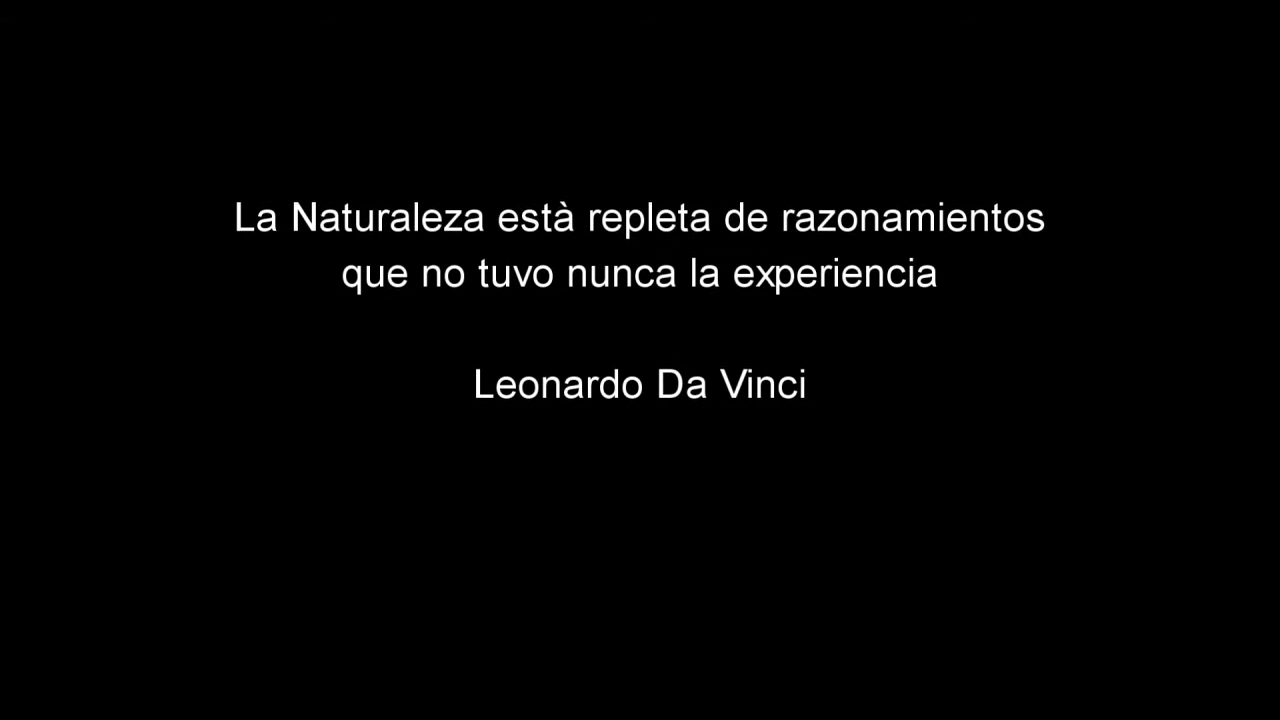 La Naturaleza està repleta de razonamientos
que no tuvo nunca la experiencia
Leonardo Da Vinci